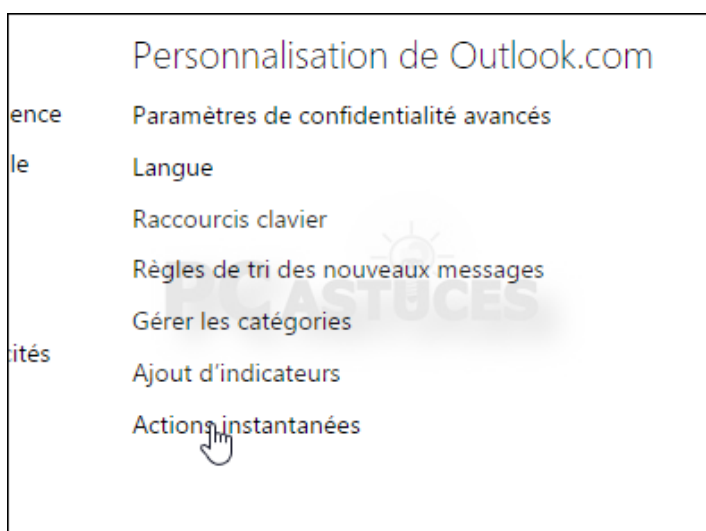 Personnalisation de Outlook.com
ence
Paramètres de confidentialité avancés
le
Langue
Raccourcis clavier
Règles de tri des nouveaux messages
PC ASTUCES
Gérer les catégories
cités
Ajout d'indicateurs
Actions instantanées